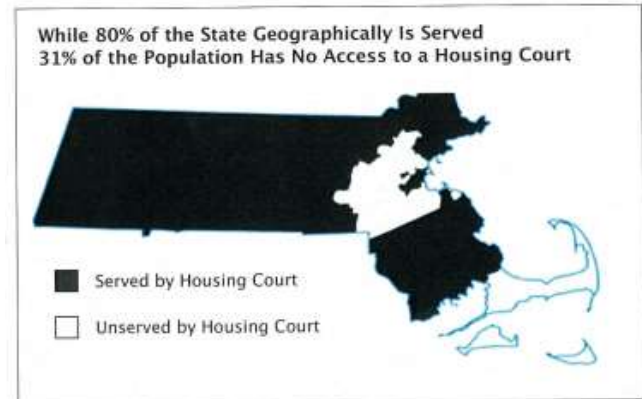 While 80% of the State Geographically Is Served
31% of the Population Has No Access to a Housing Court
Served by Housing Court
Unserved by Housing Court